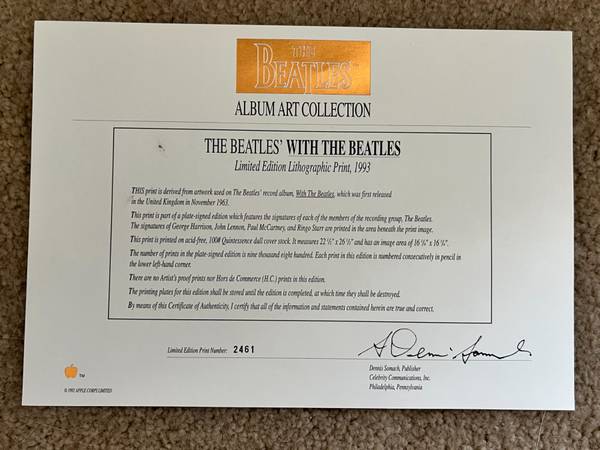 THE
BEATLES
ALBUM ART COLLECTION
THE BEATLES' WITH THE BEATLES
Limited Edition Lithographic Print, 1993
THIS print is derived from artwork used on The Beatles' record album, With The Beatles, which was first released
in the United Kingdom in November 1963.
This print is part of a plate-signed edition which features the signatures of each of the members of the recording group, The Beatles.
The signatures of George Harrison, John Lennon, Paul McCartney, and Ringo Starr are printed in the area beneath the print image.
This print is printed on acid-free, 100# Quintessence dull cover stock. It measures 22 ½" x 26 ½" and has an image area of 16 ¾" x 16 ¾".
The number of prints in the plate-signed edition is nine thousand eight hundred. Each print in this edition is numbered consecutively in pencil in
the lower left-hand corner.
There are no Artist's proof prints nor Hors de Commerce (H.C.) prints in this edition.
The printing plates for this edition shall be stored until the edition is completed, at which time they shall be destroyed.
By means of this Certificate of Authenticity, I certify that all of the information and statements contained herein are true and correct.
Limited Edition Print Number: 2461
Dennis Somach, Publisher
Celebrity Communications, Inc.
Philadelphia, Pennsylvania
TM
© 1993 APPLE CORPS LIMITED